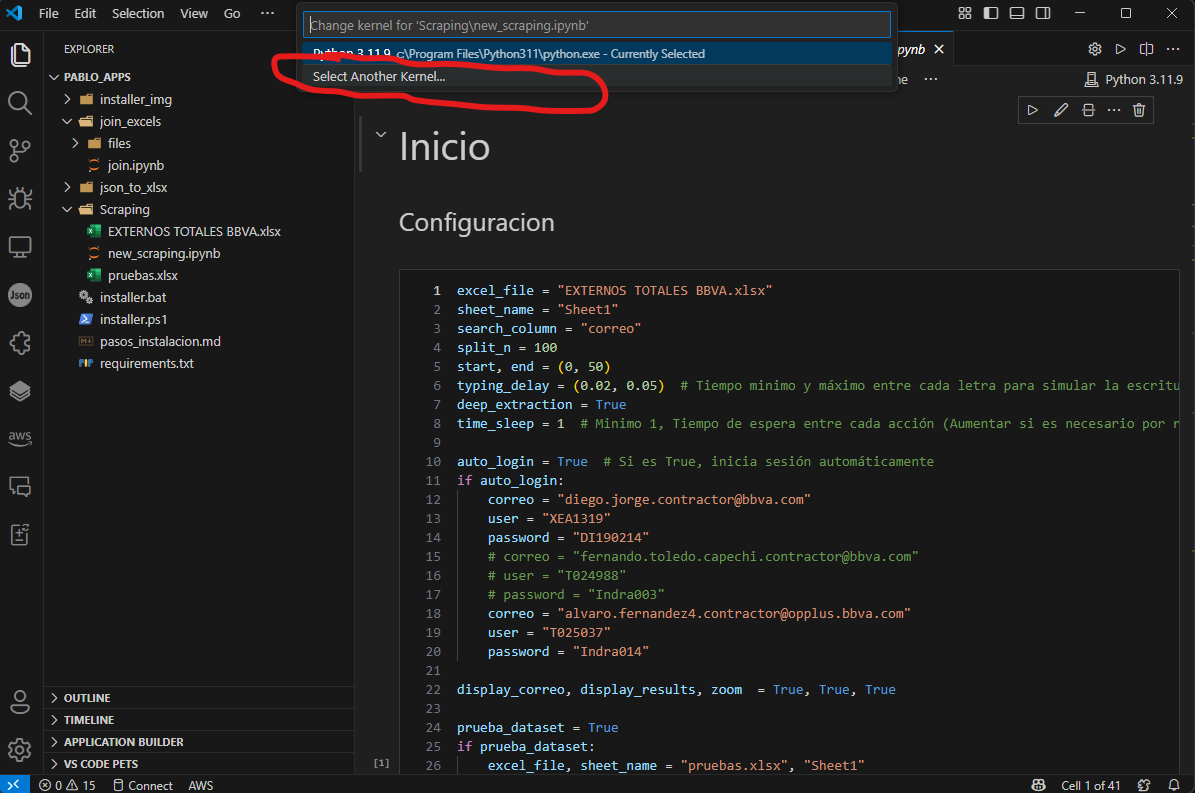 File Edit Selection View Go ···
Change kernel for 'Scraping\new_scraping.ipynb'
Python 3.11.9 c:\Program Files\Python311\python.exe - Currently Selected
Select Another Kernel...
pynb
ne ···
Python 3.11.9
EXPLORER
PABLO_APPS
installer_img
join_excels
files
join.ipynb
json_to_xlsx
Scraping
EXTERNOS TOTALES BBVA.xlsx
new_scraping.ipynb
pruebas.xlsx
installer.bat
installer.ps1
pasos_instalacion.md
requirements.txt
OUTLINE
TIMELINE
APPLICATION BUILDER
VS CODE PETS
Json
aws
Inicio
Configuracion
1 excel_file = "EXTERNOS TOTALES BBVA.xlsx"
2 sheet_name = "Sheet1"
3 search_column = "correo"
4 split_n = 100
5 start, end = (0, 50)
6 typing_delay = (0.02, 0.05)  # Tiempo minimo y máximo entre cada letra para simular la escritu
7 deep_extraction = True
8 time_sleep = 1  # Minimo 1, Tiempo de espera entre cada acción (Aumentar si es necesario por r
9
10 auto_login = True  # Si es True, inicia sesión automáticamente
11 if auto_login:
12     correo = "diego.jorge.contractor@bbva.com"
13     user = "XEA1319"
14     password = "DI190214"
15     # correo = "fernando.toledo.capechi.contractor@bbva.com"
16     # user = "T024988"
17     # password = "Indra003"
18     correo = "alvaro.fernandez4.contractor@opplus.bbva.com"
19     user = "T025037"
20     password = "Indra014"
21
22 display_correo, display_results, zoom  = True, True, True
23
24 prueba_dataset = True
25 if prueba_dataset:
26     excel_file, sheet_name = "pruebas.xlsx", "Sheet1"
[1]
0 15 Connect AWS
Cell 1 of 41